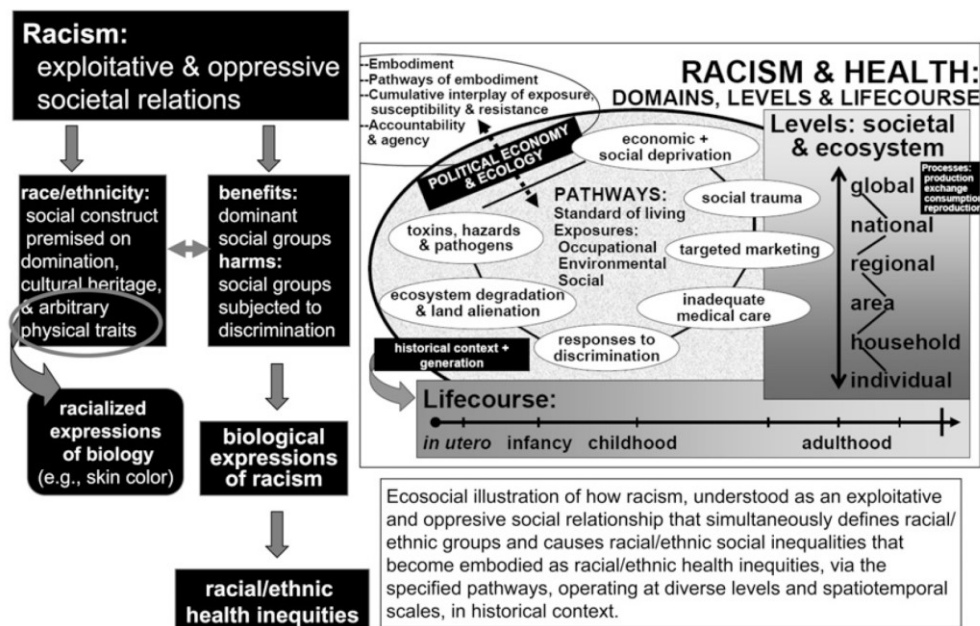 Racism:
exploitative & oppressive
societal relations
race/ethnicity:
social construct
premised on
domination,
cultural heritage,
& arbitrary
physical traits
benefits:
dominant
social groups
harms:
social groups
subjected to
discrimination
racialized
expressions
of biology
(e.g., skin color)
biological
expressions
of racism
racial/ethnic
health inequities
--Embodiment
--Pathways of embodiment
--Cumulative interplay of exposure,
susceptibility & resistance
--Accountability
& agency
RACISM & HEALTH:
DOMAINS, LEVELS & LIFECOURSE
POLITICAL ECONOMY
& ECOLOGY
economic +
social deprivation
social trauma
targeted marketing
inadequate
medical care
responses to
discrimination
ecosystem degradation
& land alienation
toxins, hazards
& pathogens
PATHWAYS:
Standard of living
Exposures:
Occupational
Environmental
Social
historical context +
generation
Levels: societal
& ecosystem
Processes:
production
exchange
consumption
reproduction
global
national
regional
area
household
individual
Lifecourse:
in utero infancy childhood adulthood
Ecosocial illustration of how racism, understood as an exploitative
and oppresive social relationship that simultaneously defines racial/
ethnic groups and causes racial/ethnic social inequalities that
become embodied as racial/ethnic health inequities, via the
specified pathways, operating at diverse levels and spatiotemporal
scales, in historical context.